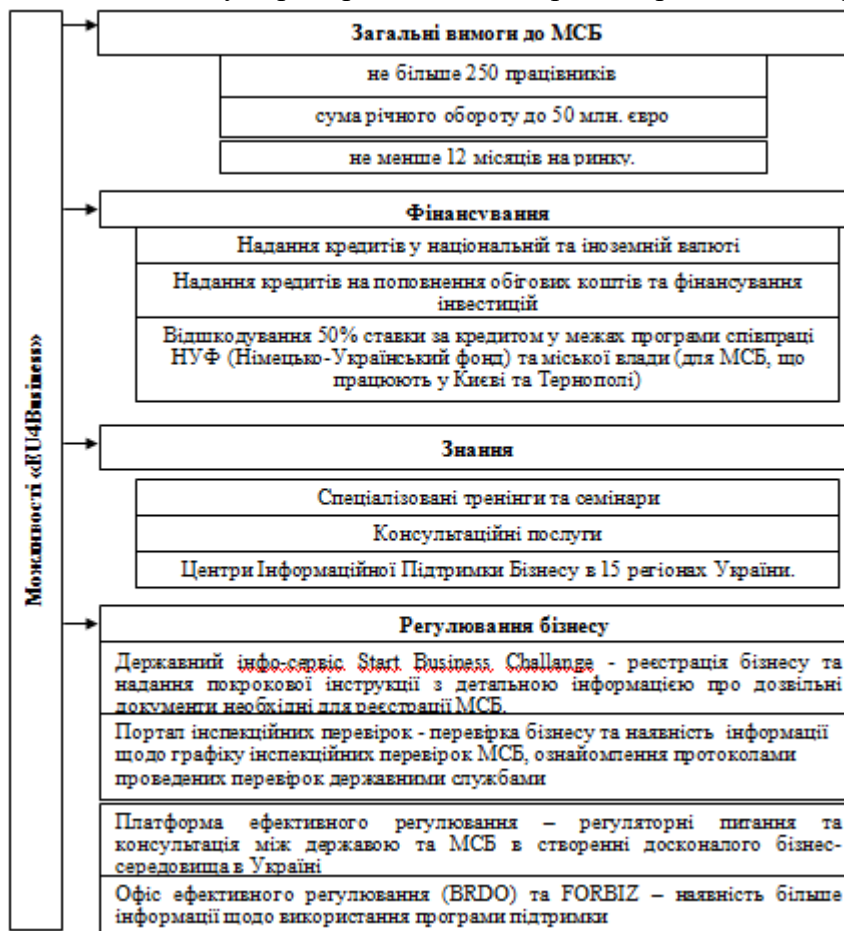 Можливості «EU4Business»
Загальні вимоги до МСБ
не більше 250 працівників
сума річного обороту до 50 млн. євро
не менше 12 місяців на ринку.
Фінансування
Надання кредитів у національній та іноземній валюті
Надання кредитів на поповнення обігових коштів та фінансування
інвестицій
Відшкодування 50% ставки за кредитом у межах програми співпраці
НУФ (Німецько-Український фонд) та міської влади (для МСБ, що
працюють у Києві та Тернополі)
Знання
Спеціалізовані тренінги та семінари
Консультаційні послуги
Центри Інформаційної Підтримки Бізнесу в 15 регіонах України.
Регулювання бізнесу
Державний інфо-сервіс Start Business Challange - реєстрація бізнесу та
надання покрокової інструкції з детальною інформацією про дозвільні
документи необхідні для реєстрації МСБ.
Портал інспекційних перевірок - перевірка бізнесу та наявність інформації
щодо графіку інспекційних перевірок МСБ, ознайомлення протоколами
проведених перевірок державними службами
Платформа ефективного регулювання – регуляторні питання та
консультація між державою та МСБ в створенні досконалого бізнес-
середовища в Україні
Офіс ефективного регулювання (BRDO) та FORBIZ – наявність більше
інформації щодо використання програми підтримки